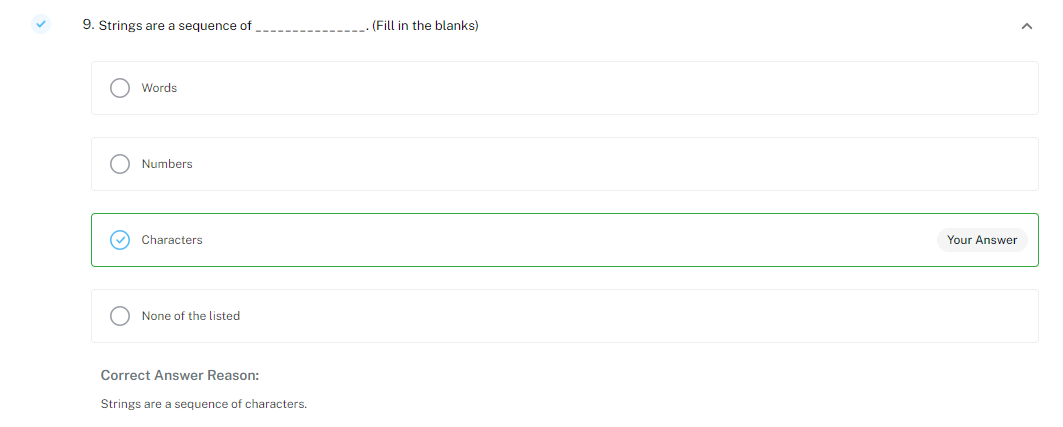 9. Strings are a sequence of _______________. (Fill in the blanks)
Words
Numbers
Characters Your Answer
None of the listed
Correct Answer Reason:
Strings are a sequence of characters.